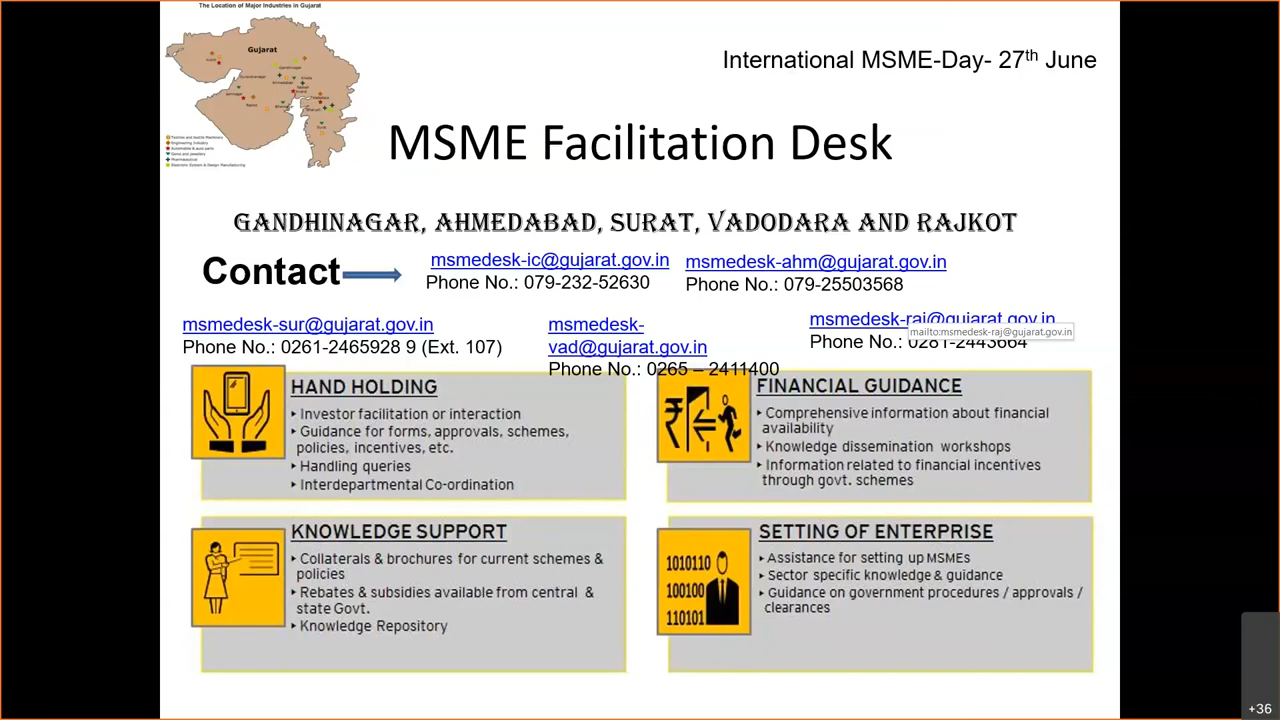 The Location of Major Industries in Gujarat
Gujarat
International MSME-Day- 27th June
Textiles and textile Machinery
Engineering Industry
Automobile & auto parts
Gems and jewellery
Pharmaceutical
Electronic System & Design Manufacturing
MSME Facilitation Desk
GANDHINAGAR, AHMEDABAD, SURAT, VADODARA AND RAJKOT
Contact
msmedesk-ic@gujarat.gov.in
Phone No.: 079-232-52630
msmedesk-ahm@gujarat.gov.in
Phone No.: 079-25503568
msmedesk-sur@gujarat.gov.in
Phone No.: 0261-2465928 9 (Ext. 107)
msmedesk-
vad@gujarat.gov.in
Phone No.: 0265 – 2411400
msmedesk-raj@gujarat.gov.in
mailto:msmedesk-raj@gujarat.gov.in
Phone No.: 0281-2443664
HAND HOLDING
‣ Investor facilitation or interaction
‣ Guidance for forms, approvals, schemes,
policies, incentives, etc.
‣ Handling queries
‣ Interdepartmental Co-ordination
₹
FINANCIAL GUIDANCE
‣ Comprehensive information about financial
availability
‣ Knowledge dissemination workshops
‣ Information related to financial incentives
through govt. schemes
KNOWLEDGE SUPPORT
‣ Collaterals & brochures for current schemes &
policies
‣ Rebates & subsidies available from central &
state Govt.
‣ Knowledge Repository
1010110
100100
110101
SETTING OF ENTERPRISE
‣ Assistance for setting up MSMEs
‣ Sector specific knowledge & guidance
‣ Guidance on government procedures / approvals /
clearances
+36